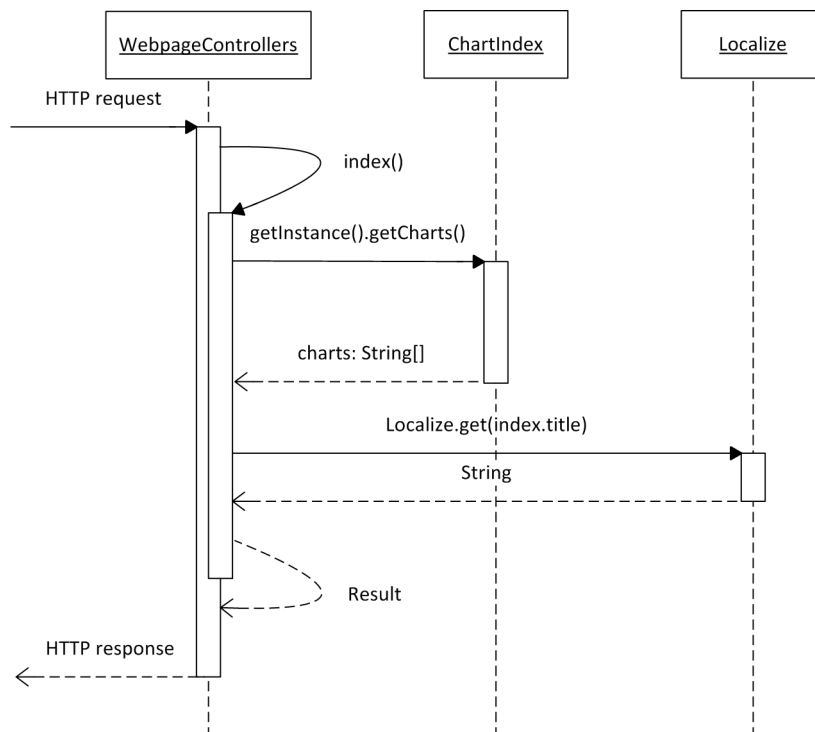 WebpageControllers
ChartIndex
Localize
HTTP request
index()
getInstance().getCharts()
charts: String[]
Localize.get(index.title)
String
Result
HTTP response